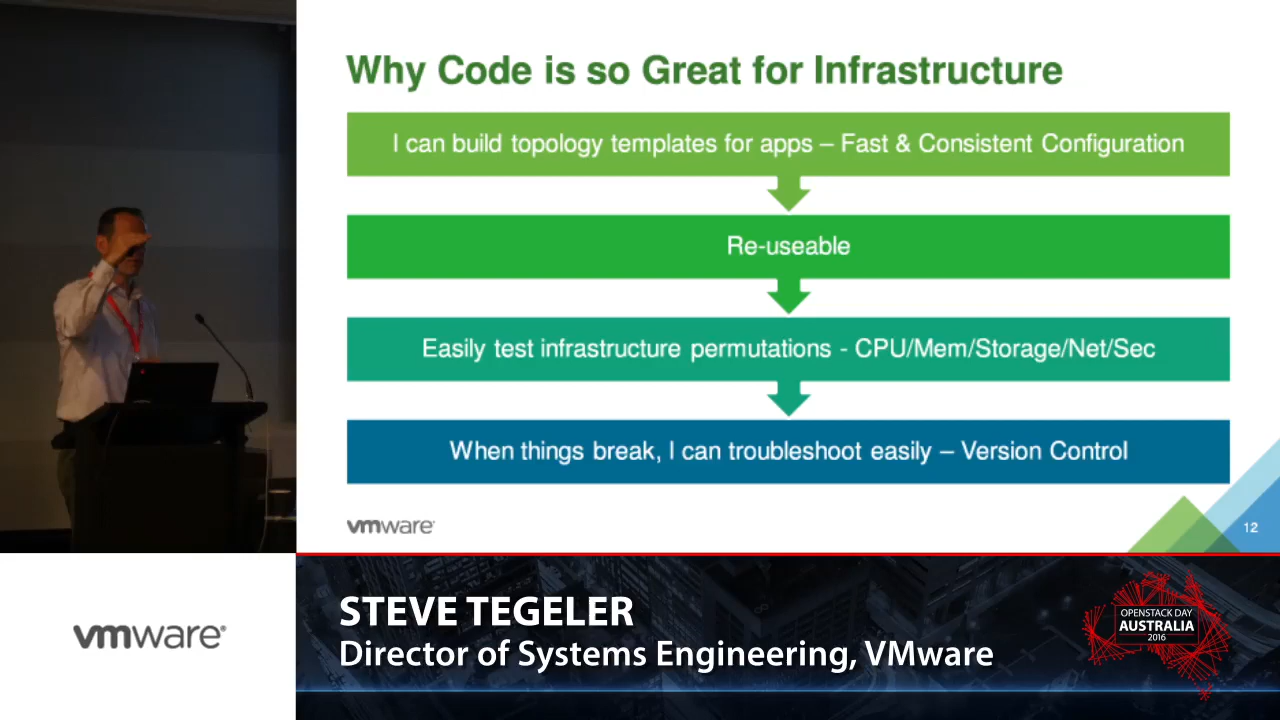 Why Code is so Great for Infrastructure
I can build topology templates for apps – Fast & Consistent Configuration
Re-useable
Easily test infrastructure permutations - CPU/Mem/Storage/Net/Sec
When things break, I can troubleshoot easily – Version Control
vmware
12
vmware®
STEVE TEGELER
Director of Systems Engineering, VMware
OPENSTACK DAY
AUSTRALIA
2016